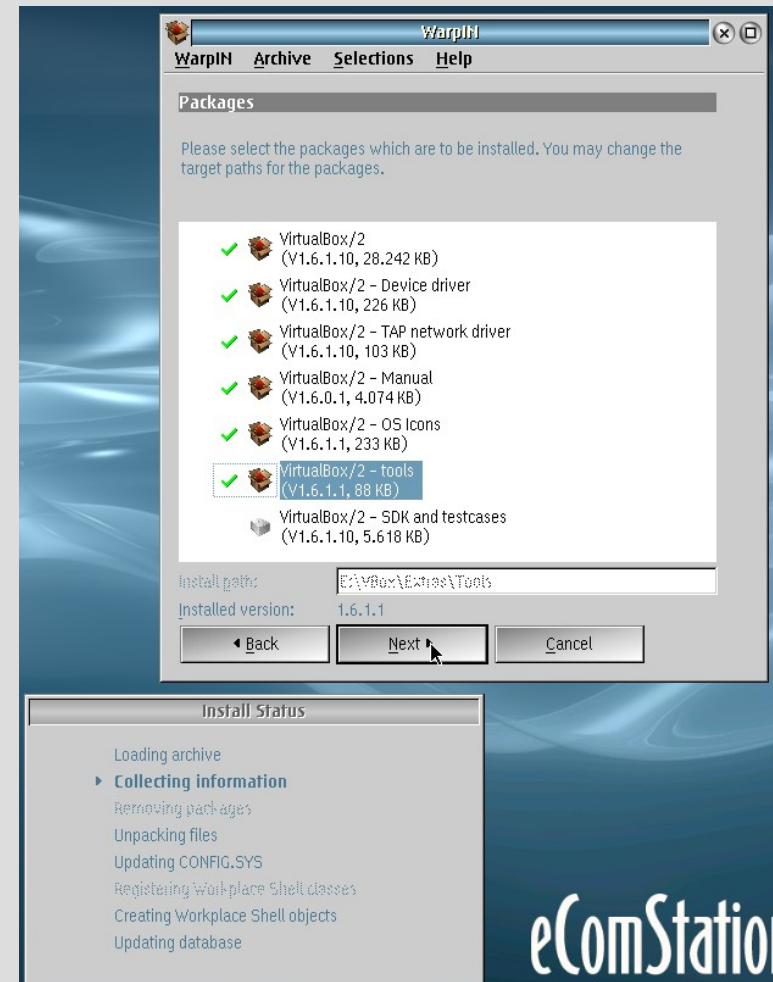 WarpIN
WarpIN Archive Selections Help
Packages
Please select the packages which are to be installed. You may change the
target paths for the packages.
VirtualBox/2
(V1.6.1.10, 28.242 KB)
VirtualBox/2 - Device driver
(V1.6.1.10, 226 KB)
VirtualBox/2 - TAP network driver
(V1.6.1.10, 103 KB)
VirtualBox/2 - Manual
(V1.6.0.1, 4.074 KB)
VirtualBox/2 - OS Icons
(V1.6.1.1, 233 KB)
VirtualBox/2 - tools
(V1.6.1.1, 88 KB)
VirtualBox/2 - SDK and testcases
(V1.6.1.10, 5.618 KB)
Install path: E:\VBox\Extras\Tools
Installed version: 1.6.1.1
Back Next Cancel
Install Status
Loading archive
Collecting information
Removing packages
Unpacking files
Updating CONFIG.SYS
Registering Workplace Shell classes
Creating Workplace Shell objects
Updating database
eComStation